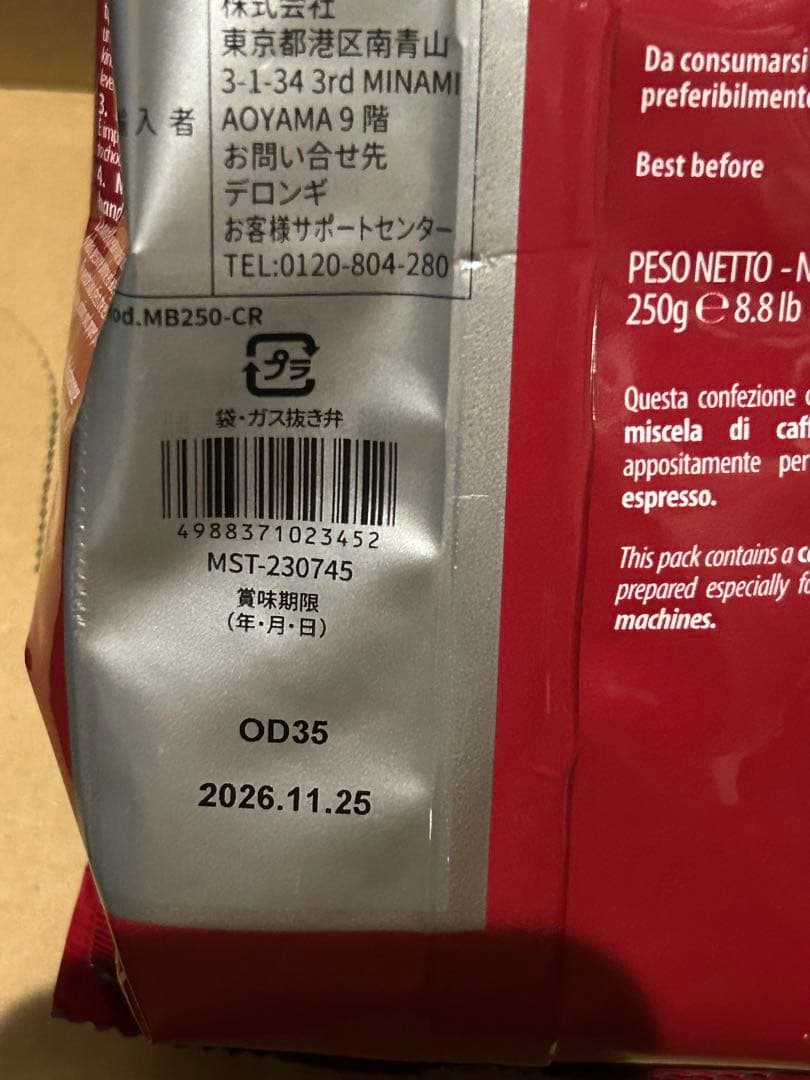 株式会社
東京都港区南青山
3-1-34 3rd MINAMI
入者
AOYAMA 9 階
お問い合せ先
デロンギ
お客様サポートセンター
TEL:0120-804-280
od.MB250-CR
プラ
袋・ガス抜き弁
4988371023452
MST-230745
賞味期限
(年・月・日)
OD35
2026.11.25
3.
4.
Da consumarsi
preferibilment
Best before
PESO NETTO - N
250g e 8.8 lb
Questa confezione
miscela di caf
appositamente per
espresso.
This pack contains a
prepared especially
machines.